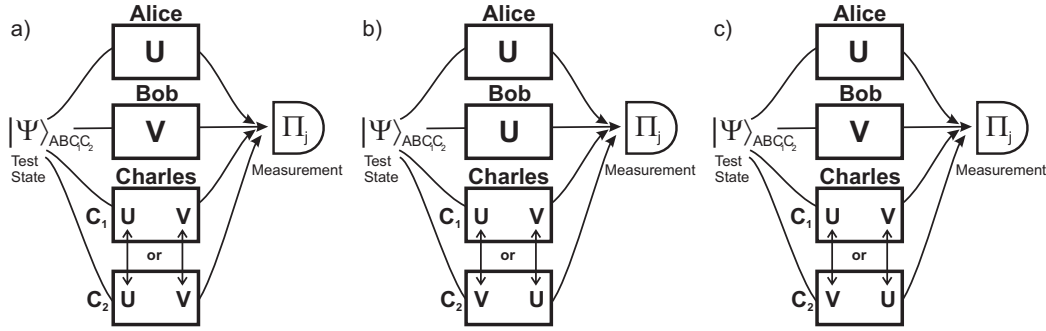 a)
Alice
U
Bob
V
|Ψ⟩ABC₁C₂
Test
State
Πⱼ
Measurement
Charles
C₁
U V
or
C₂
U V
b)
Alice
U
Bob
U
|Ψ⟩ABC₁C₂
Test
State
Πⱼ
Measurement
Charles
C₁
U V
or
C₂
V U
c)
Alice
U
Bob
V
|Ψ⟩ABC₁C₂
Test
State
Πⱼ
Measurement
Charles
C₁
U V
or
C₂
V U